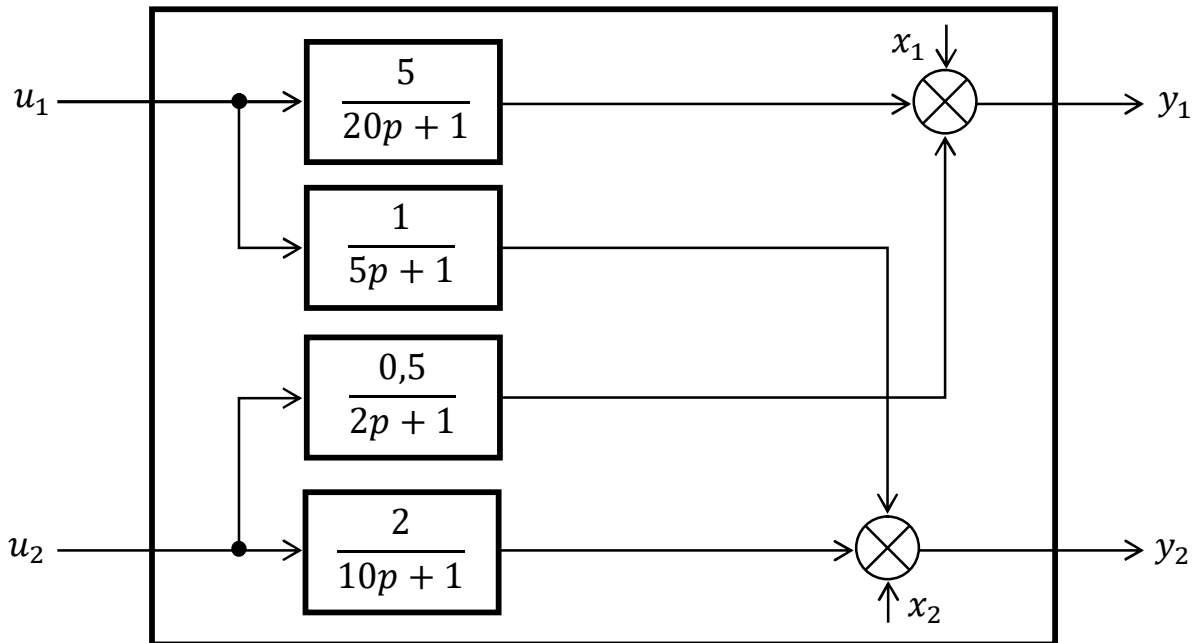 x₁
u₁
5
20p + 1
y₁
1
5p + 1
0,5
2p + 1
u₂
2
10p + 1
y₂
x₂